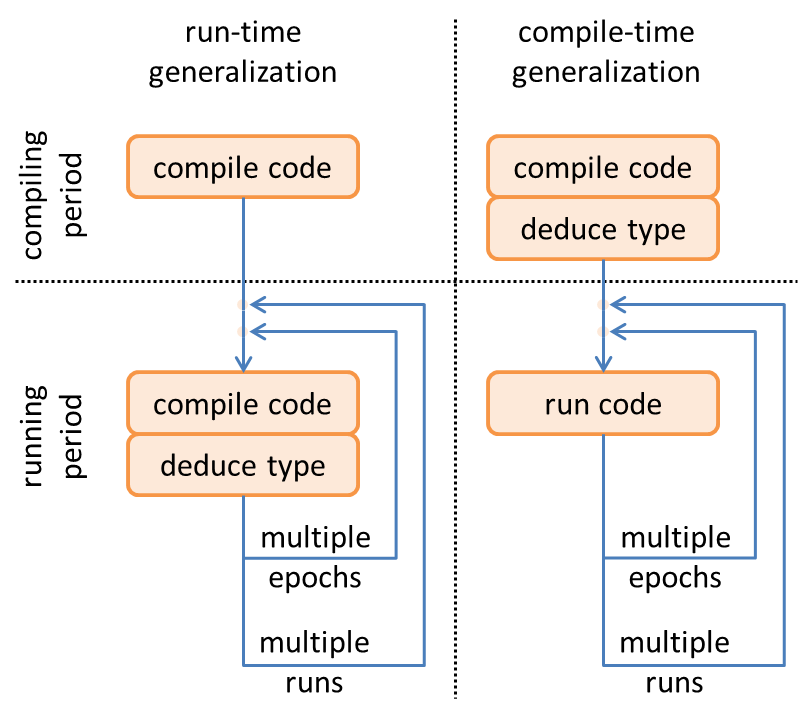 run-time
generalization
compile-time
generalization
compiling
period
compile code
compile code
deduce type
running
period
compile code
deduce type
multiple
epochs
multiple
runs
run code
multiple
epochs
multiple
runs